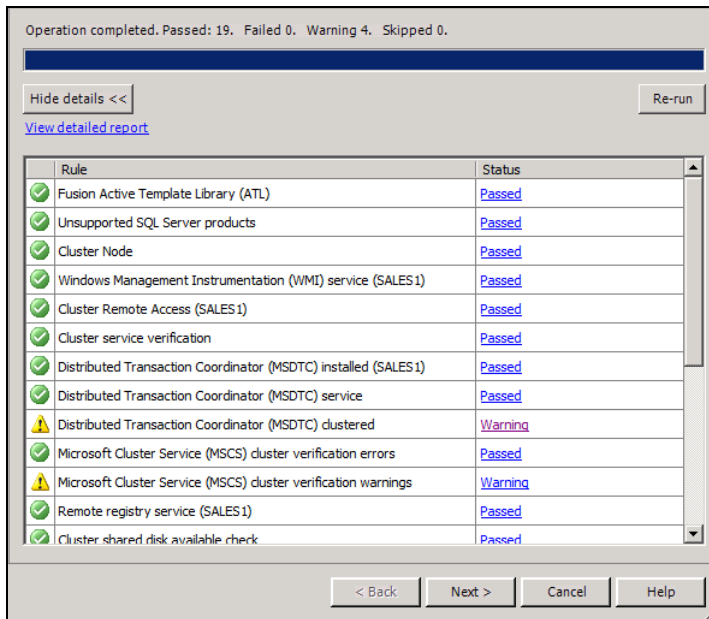 Operation completed. Passed: 19. Failed 0. Warning 4. Skipped 0.
Hide details << Re-run
View detailed report
Rule Status
Fusion Active Template Library (ATL) Passed
Unsupported SQL Server products Passed
Cluster Node Passed
Windows Management Instrumentation (WMI) service (SALES1) Passed
Cluster Remote Access (SALES1) Passed
Cluster service verification Passed
Distributed Transaction Coordinator (MSDTC) installed (SALES1) Passed
Distributed Transaction Coordinator (MSDTC) service Passed
Distributed Transaction Coordinator (MSDTC) clustered Warning
Microsoft Cluster Service (MSCS) cluster verification errors Passed
Microsoft Cluster Service (MSCS) cluster verification warnings Warning
Remote registry service (SALES1) Passed
Cluster shared disk available check Passed
< Back Next > Cancel Help